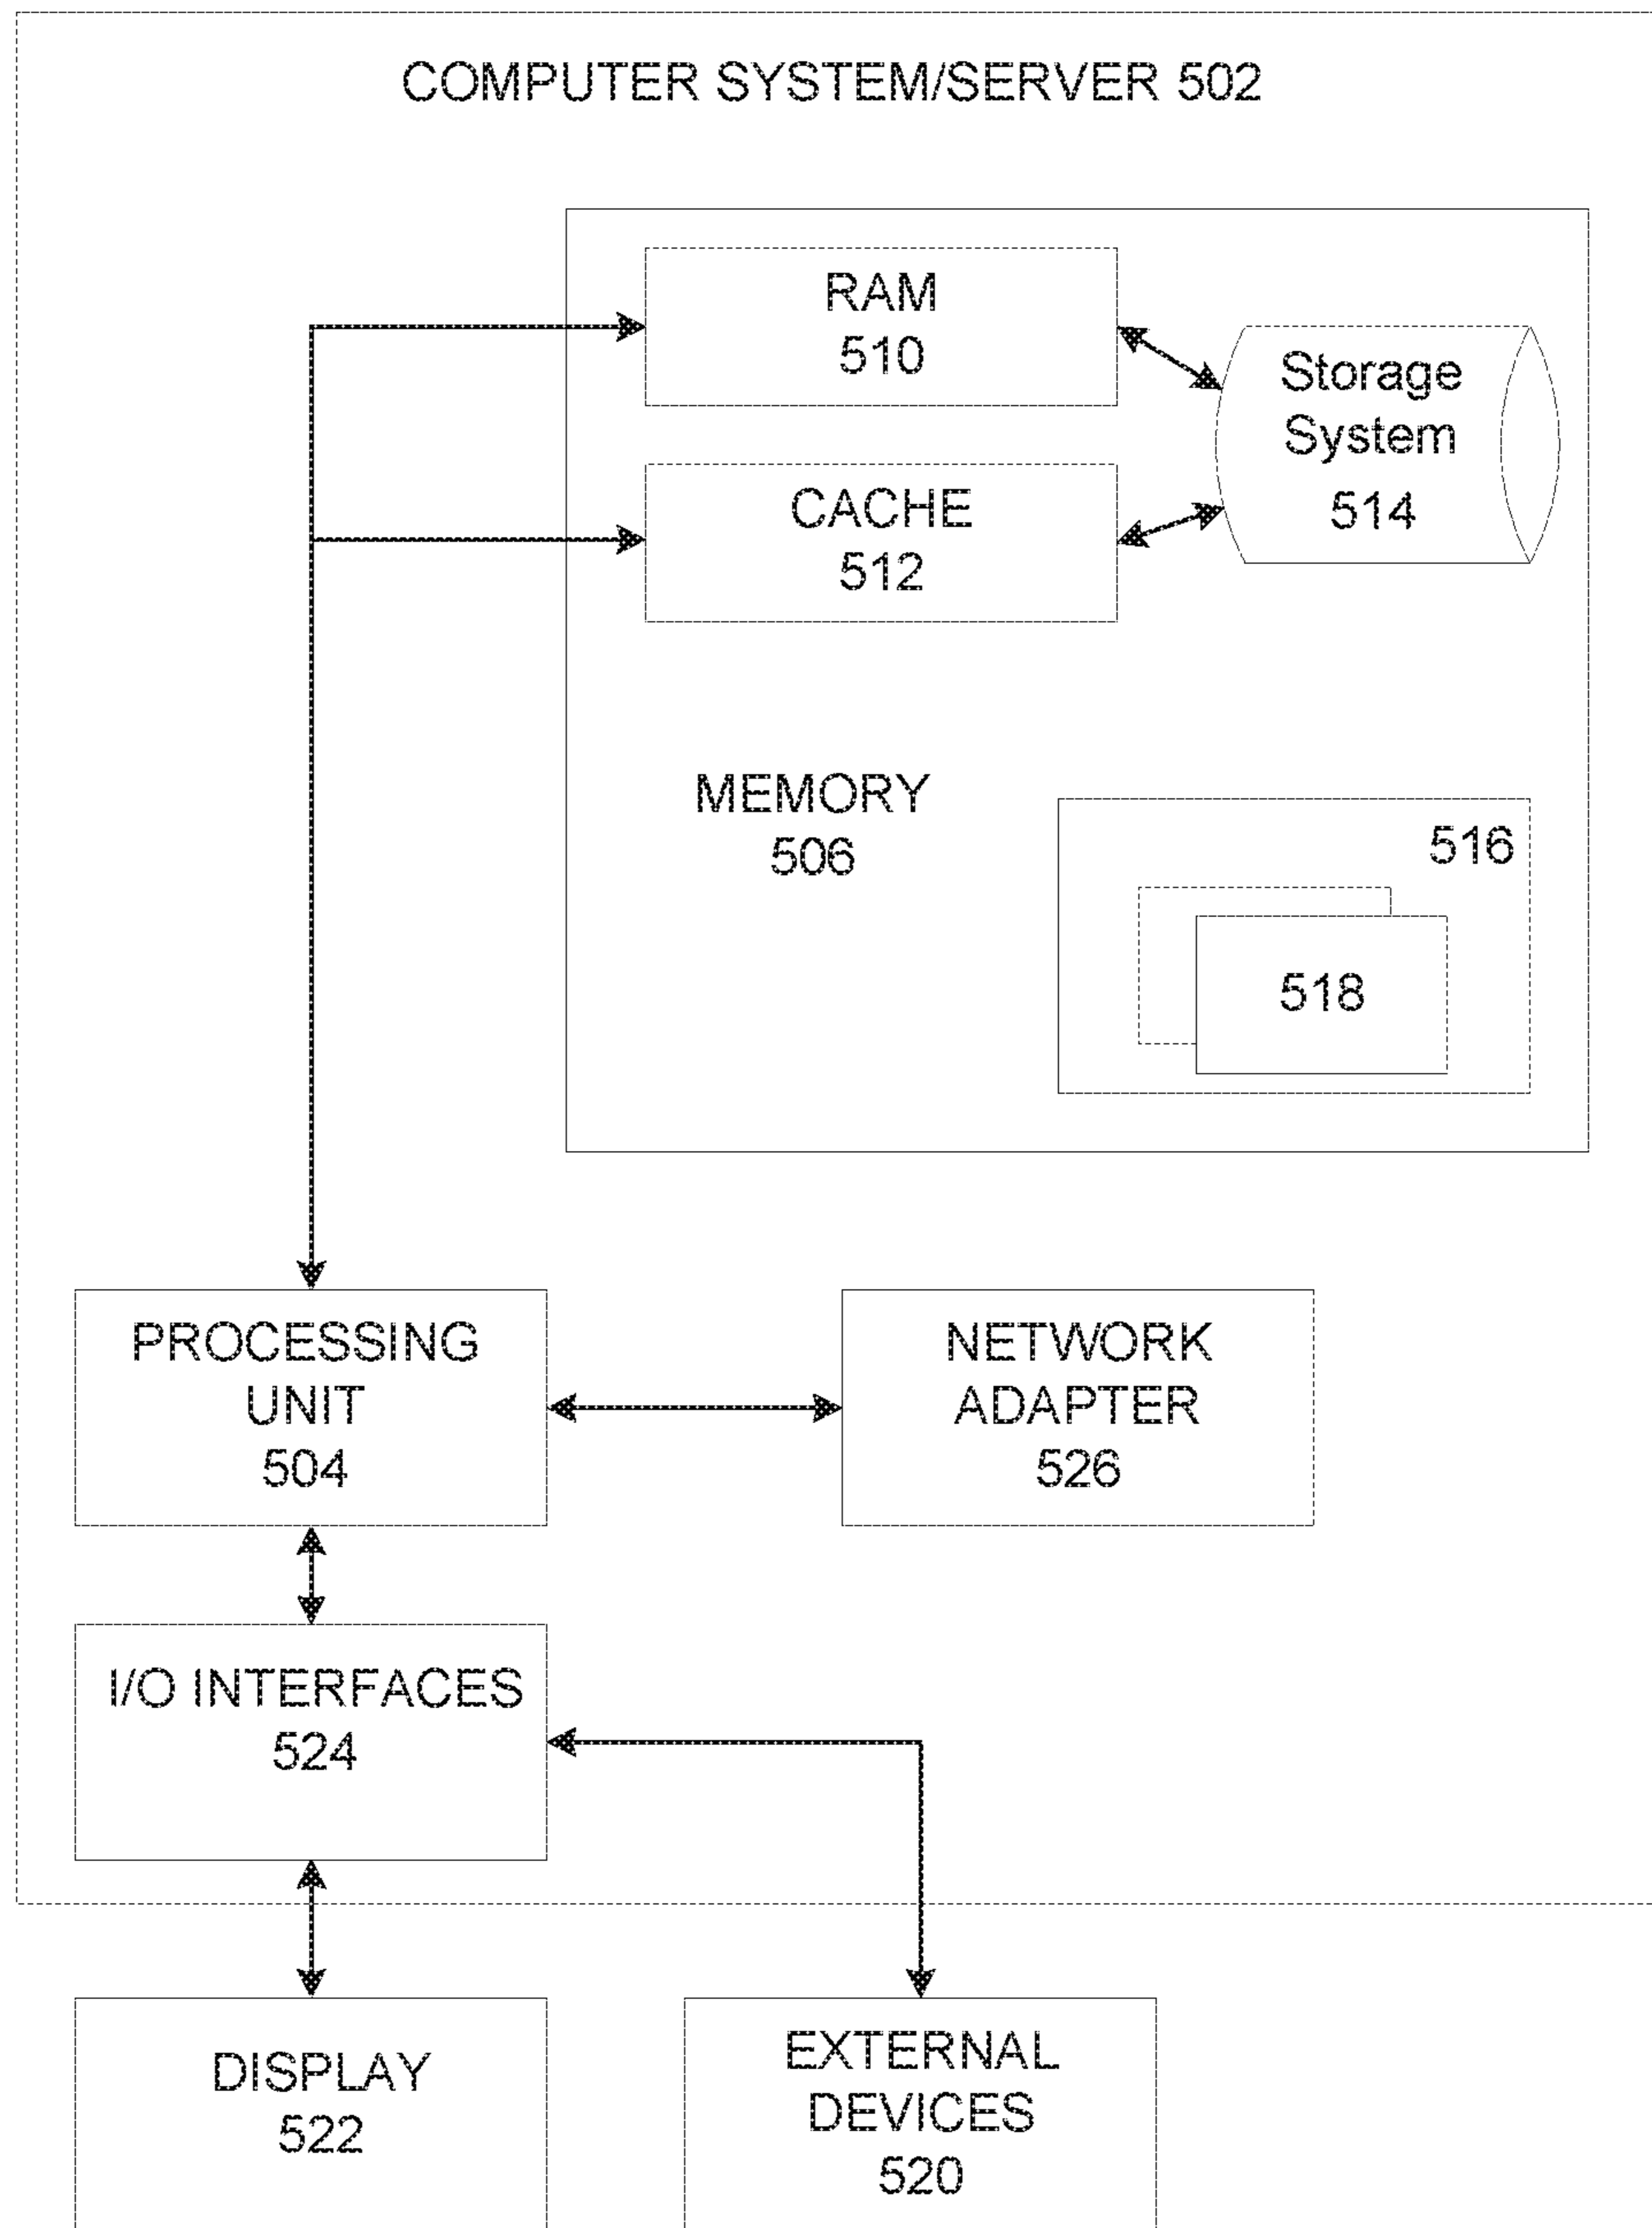 COMPUTER SYSTEM/SERVER 502
RAM
510
Storage
System
514
CACHE
512
MEMORY
506
516
518
PROCESSING
UNIT
504
NETWORK
ADAPTER
526
I/O INTERFACES
524
DISPLAY
522
EXTERNAL
DEVICES
520